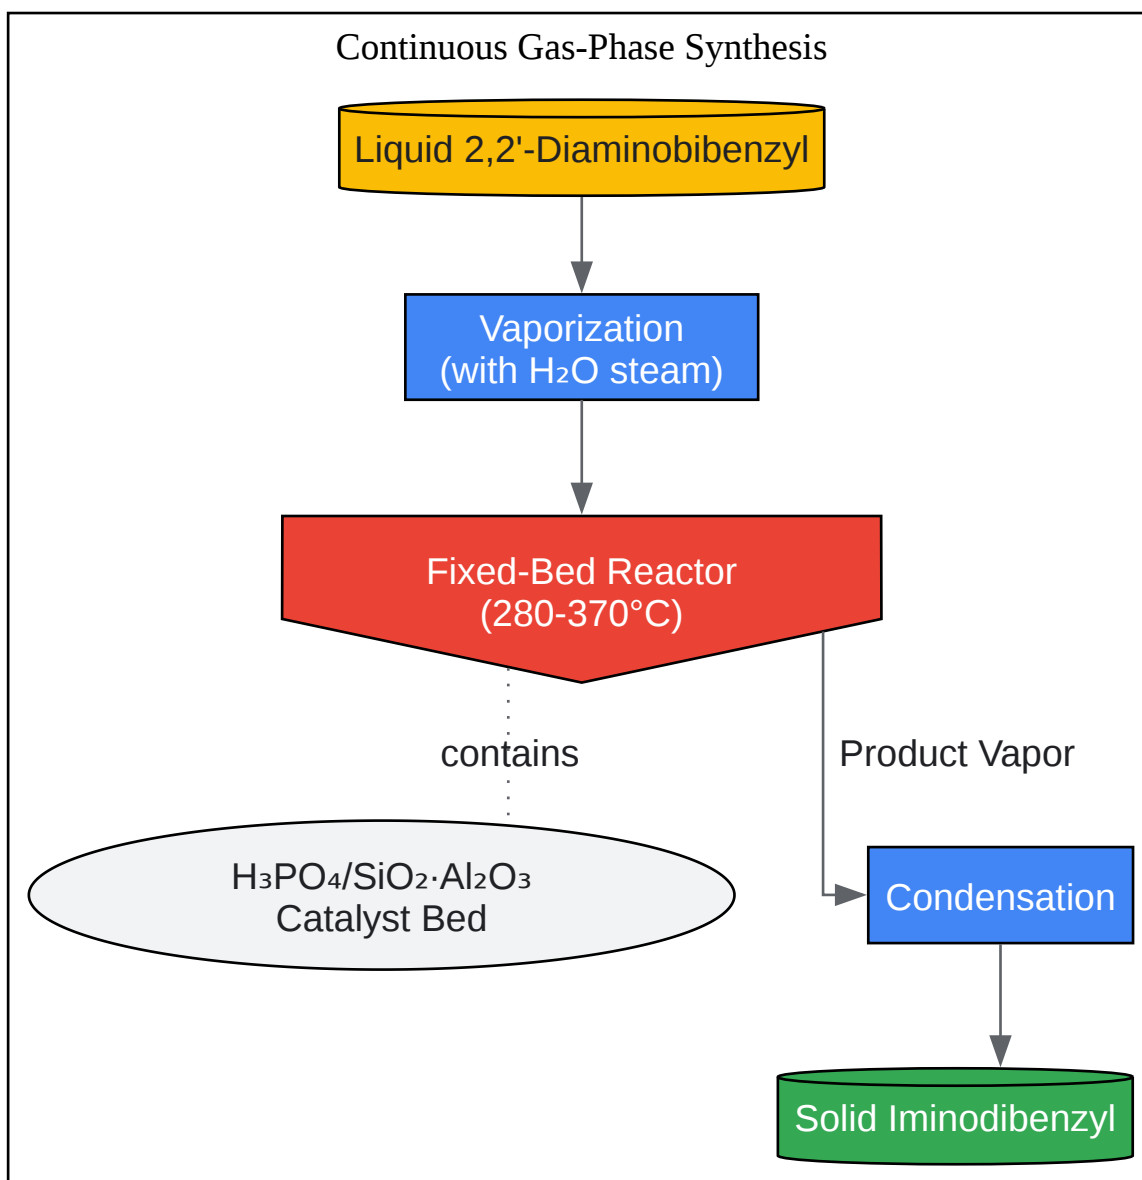 Continuous Gas-Phase Synthesis
Liquid 2,2'-Diaminobibenzyl
Vaporization
(with H₂O steam)
Fixed-Bed Reactor
(280-370°C)
contains
Product Vapor
H₃PO₄/SiO₂·Al₂O₃
Catalyst Bed
Condensation
Solid Iminodibenzyl